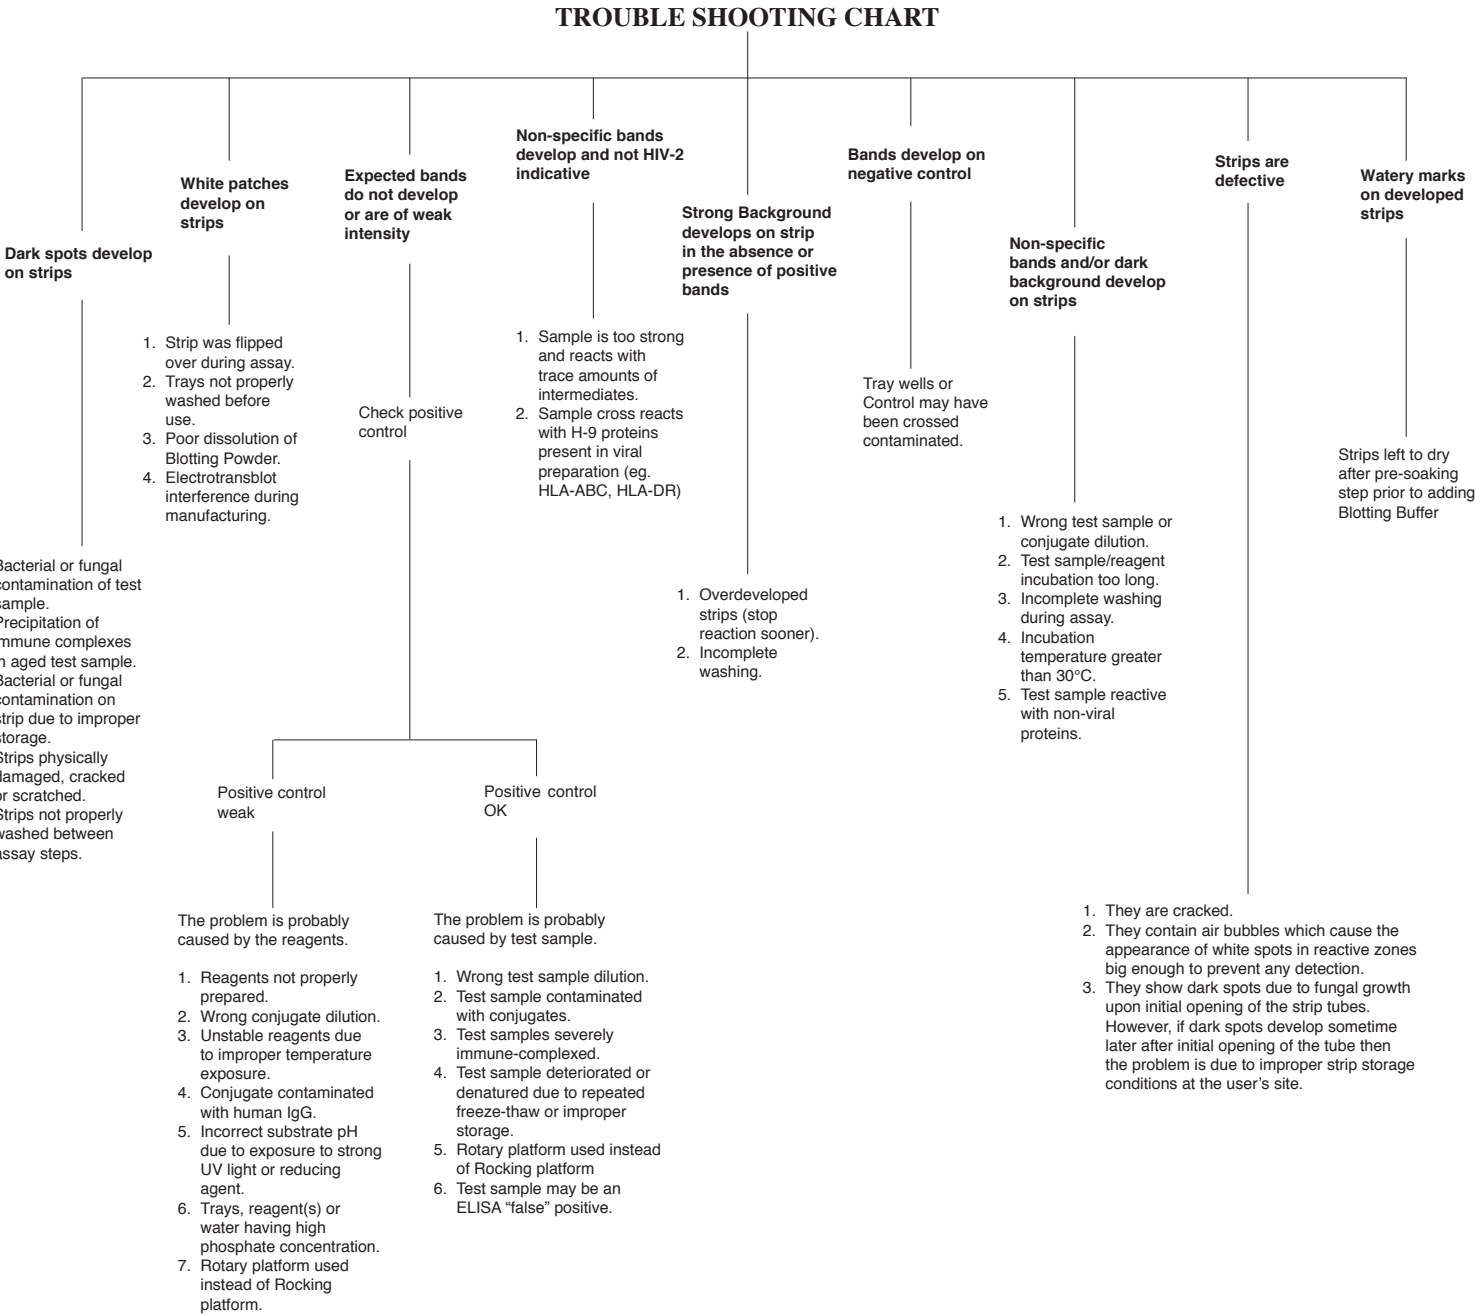 TROUBLE SHOOTING CHART
Dark spots develop
on strips
Bacterial or fungal
contamination of test
sample.
Precipitation of
immune complexes
in aged test sample.
Bacterial or fungal
contamination on
strip due to improper
storage.
Strips physically
damaged, cracked
or scratched.
Strips not properly
washed between
assay steps.
White patches
develop on
strips
1. Strip was flipped
over during assay.
2. Trays not properly
washed before
use.
3. Poor dissolution of
Blotting Powder.
4. Electrotransblot
interference during
manufacturing.
Expected bands
do not develop
or are of weak
intensity
Check positive
control
Positive control
weak
The problem is probably
caused by the reagents.
1. Reagents not properly
prepared.
2. Wrong conjugate dilution.
3. Unstable reagents due
to improper temperature
exposure.
4. Conjugate contaminated
with human IgG.
5. Incorrect substrate pH
due to exposure to strong
UV light or reducing
agent.
6. Trays, reagent(s) or
water having high
phosphate concentration.
7. Rotary platform used
instead of Rocking
platform.
Positive control
OK
The problem is probably
caused by test sample.
1. Wrong test sample dilution.
2. Test sample contaminated
with conjugates.
3. Test samples severely
immune-complexed.
4. Test sample deteriorated or
denatured due to repeated
freeze-thaw or improper
storage.
5. Rotary platform used instead
of Rocking platform
6. Test sample may be an
ELISA “false” positive.
Non-specific bands
develop and not HIV-2
indicative
1. Sample is too strong
and reacts with
trace amounts of
intermediates.
2. Sample cross reacts
with H-9 proteins
present in viral
preparation (eg.
HLA-ABC, HLA-DR)
Strong Background
develops on strip
in the absence or
presence of positive
bands
1. Overdeveloped
strips (stop
reaction sooner).
2. Incomplete
washing.
Bands develop on
negative control
Tray wells or
Control may have
been crossed
contaminated.
Non-specific
bands and/or dark
background develop
on strips
1. Wrong test sample or
conjugate dilution.
2. Test sample/reagent
incubation too long.
3. Incomplete washing
during assay.
4. Incubation
temperature greater
than 30°C.
5. Test sample reactive
with non-viral
proteins.
Strips are
defective
1. They are cracked.
2. They contain air bubbles which cause the
appearance of white spots in reactive zones
big enough to prevent any detection.
3. They show dark spots due to fungal growth
upon initial opening of the strip tubes.
However, if dark spots develop sometime
later after initial opening of the tube then
the problem is due to improper strip storage
conditions at the user’s site.
Watery marks
on developed
strips
Strips left to dry
after pre-soaking
step prior to adding
Blotting Buffer